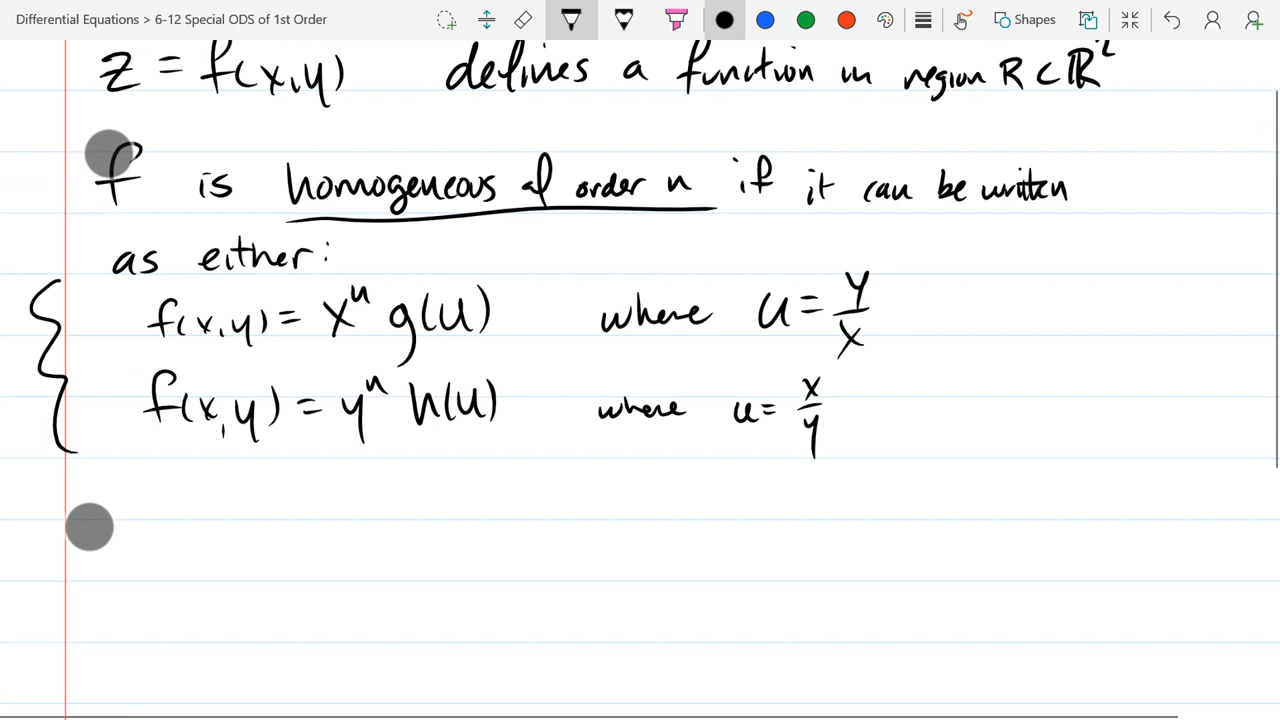 Differential Equations > 6-12 Special ODS of 1st Order
Shapes
z = f(x,y) defines a function in region R ⊂ ℝ²
f is homogeneous of order n if it can be written
as either:
f(x,y) = xⁿ g(u) where u = y/x
f(x,y) = yⁿ h(u) where u = x/y